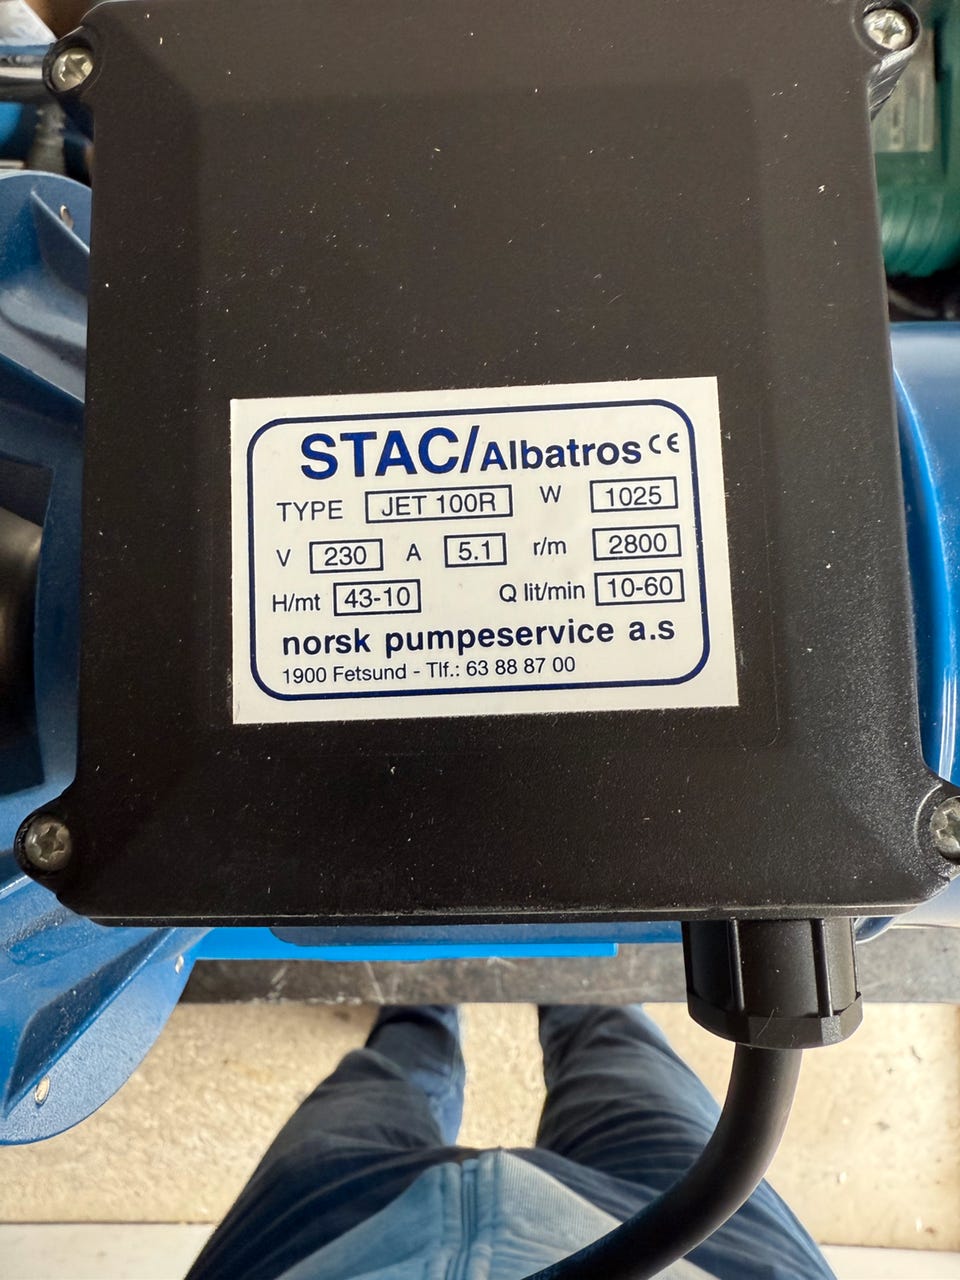 STAC/Albatros CE
TYPE JET 100R W 1025
V 230 A 5.1 r/m 2800
H/mt 43-10 Q lit/min 10-60
norsk pumpeservice a.s
1900 Fetsund - Tlf.: 63 88 87 00